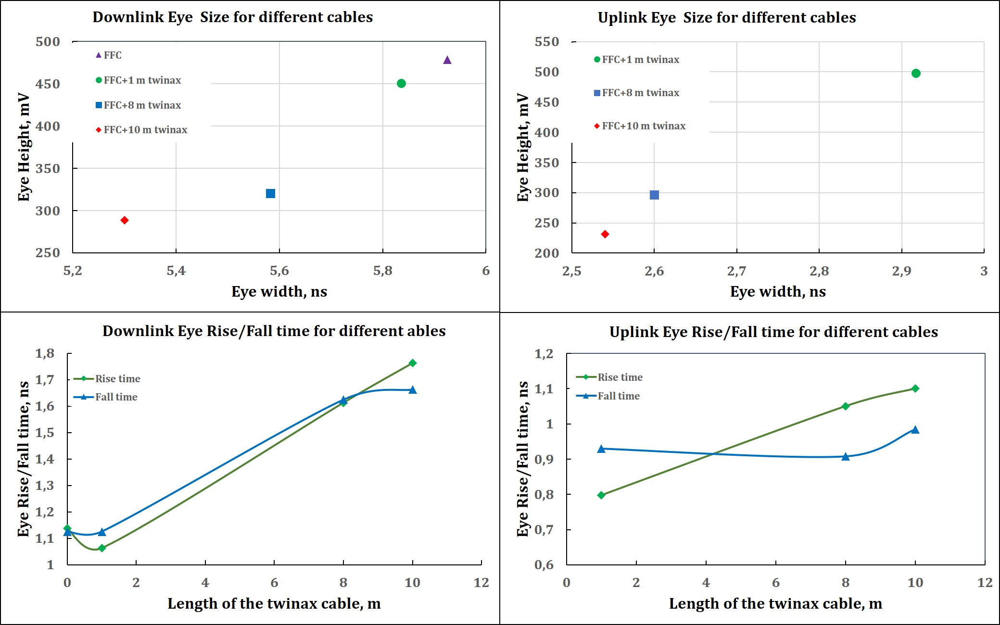 Downlink Eye Size for different cables
500
450
400
350
300
250
5,2
5,4
5,6
5,8
6
Eye Height, mV
Eye width, ns
FFC
FFC+1 m twinax
FFC+8 m twinax
FFC+10 m twinax
Uplink Eye Size for different cables
550
500
450
400
350
300
250
200
2,5
2,6
2,7
2,8
2,9
3
Eye Height, mV
Eye width, ns
FFC+1 m twinax
FFC+8 m twinax
FFC+10 m twinax
Downlink Eye Rise/Fall time for different ables
1,8
1,7
1,6
1,5
1,4
1,3
1,2
1,1
1
0
2
4
6
8
10
12
Eye Rise/Fall time, ns
Length of the twinax cable, m
Rise time
Fall time
Uplink Eye Rise/Fall time for different cables
1,2
1,1
1
0,9
0,8
0,7
0,6
0
2
4
6
8
10
12
Eye Rise/Fall time, ns
Length of the twinax cable, m
Rise time
Fall time